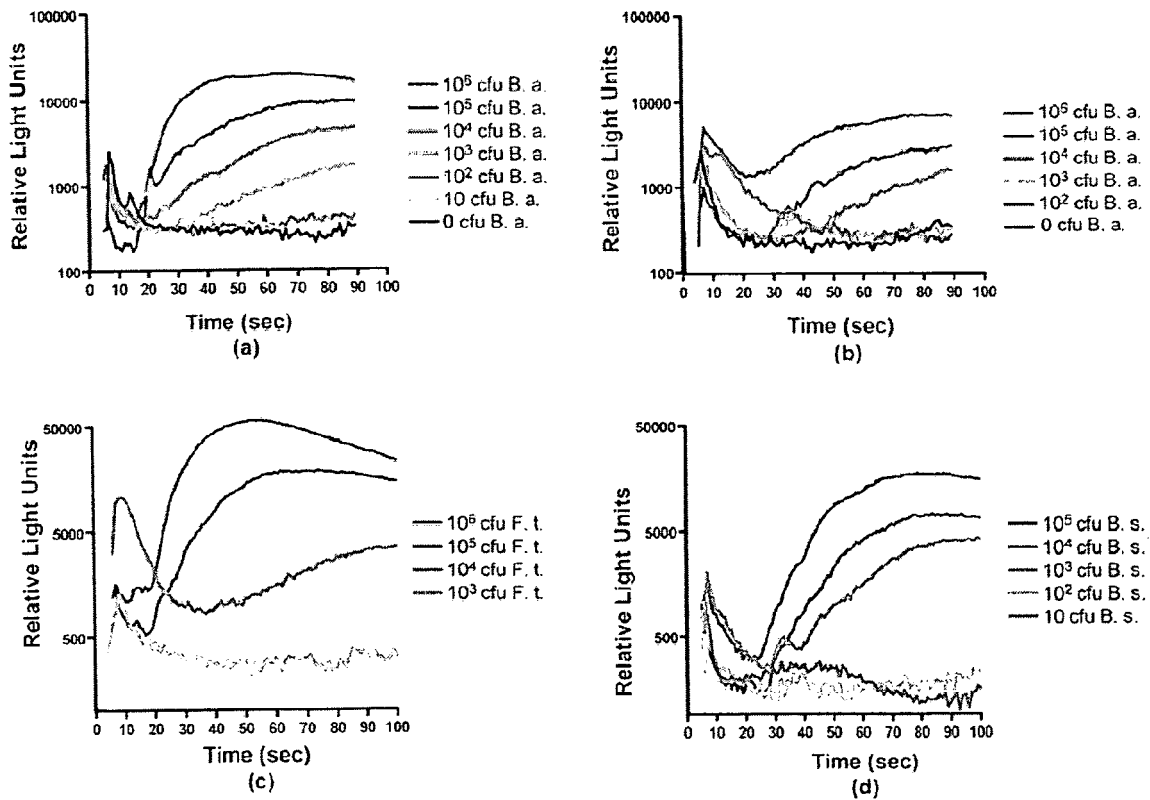 Relative Light Units
100000
10000
1000
100
0 10 20 30 40 50 60 70 80 90 100
Time (sec)
(a)
10⁶ cfu B. a.
10⁵ cfu B. a.
10⁴ cfu B. a.
10³ cfu B. a.
10² cfu B. a.
10 cfu B. a.
0 cfu B. a.
Relative Light Units
100000
10000
1000
100
0 10 20 30 40 50 60 70 80 90 100
Time (sec)
(b)
10⁶ cfu B. a.
10⁵ cfu B. a.
10⁴ cfu B. a.
10³ cfu B. a.
10² cfu B. a.
0 cfu B. a.
Relative Light Units
50000
5000
500
0 10 20 30 40 50 60 70 80 90 100
Time (sec)
(c)
10⁶ cfu F. t.
10⁵ cfu F. t.
10⁴ cfu F. t.
10³ cfu F. t.
Relative Light Units
50000
5000
500
0 10 20 30 40 50 60 70 80 90 100
Time (sec)
(d)
10⁵ cfu B. s.
10⁴ cfu B. s.
10³ cfu B. s.
10² cfu B. s.
10 cfu B. s.